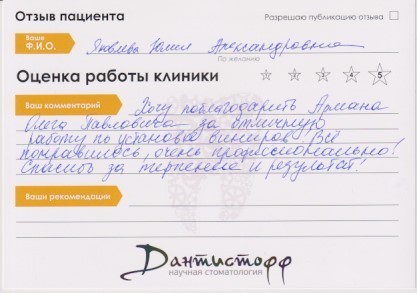 Отзыв пациента
Разрешаю публикацию отзыва
Ваше Ф.И.О.
Яковлева Юлия Александровна
По желанию
Оценка работы клиники
1 2 3 4 5
Ваш комментарий
Хочу поблагодарить
Олега Павловича за отличную
работу по установке виниров! Всё
понравилось, очень профессионально!
Спасибо за терпение и результат!
Ваши рекомендации
Дантистофф
научная стоматология